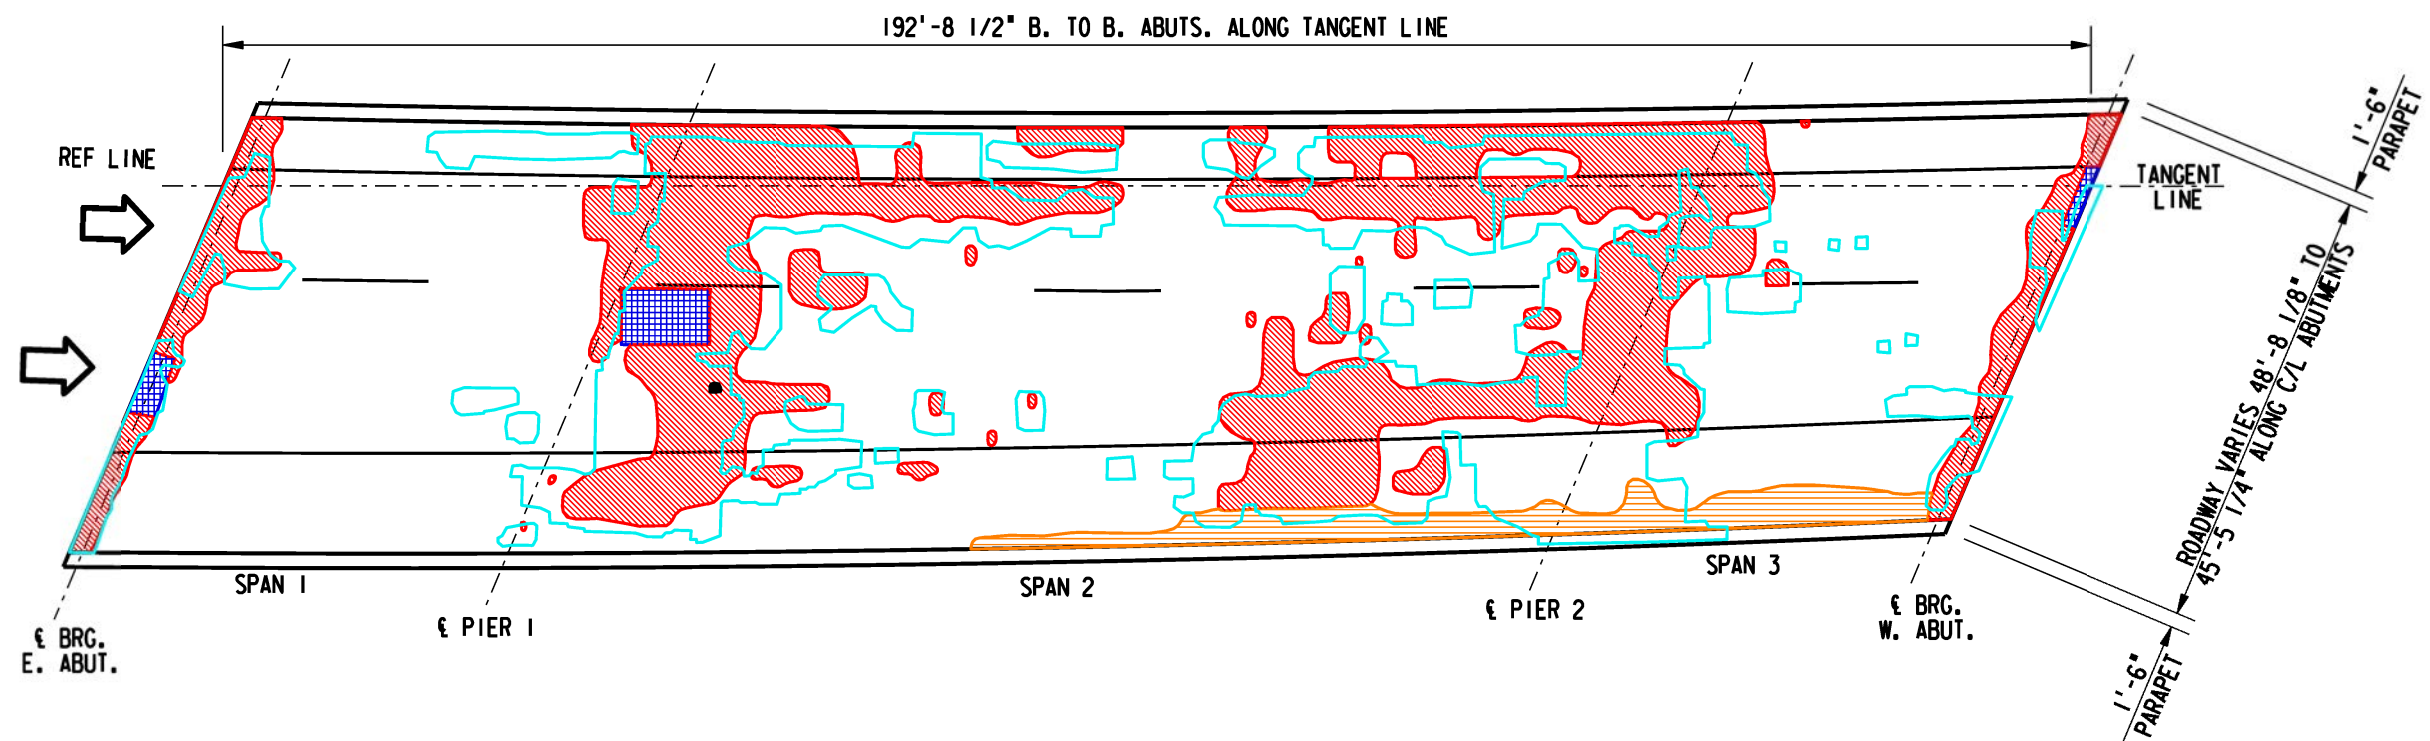 192'-8 1/2" B. TO B. ABUTS. ALONG TANGENT LINE
REF LINE
1'-6"
PARAPET
TANGENT
LINE
ROADWAY VARIES 48'-8 1/8" TO
45'-5 1/4" ALONG C/L ABUTMENTS
SPAN 1
SPAN 2
SPAN 3
℄ PIER 1
℄ PIER 2
℄ BRG.
E. ABUT.
℄ BRG.
W. ABUT.
1'-6"
PARAPET